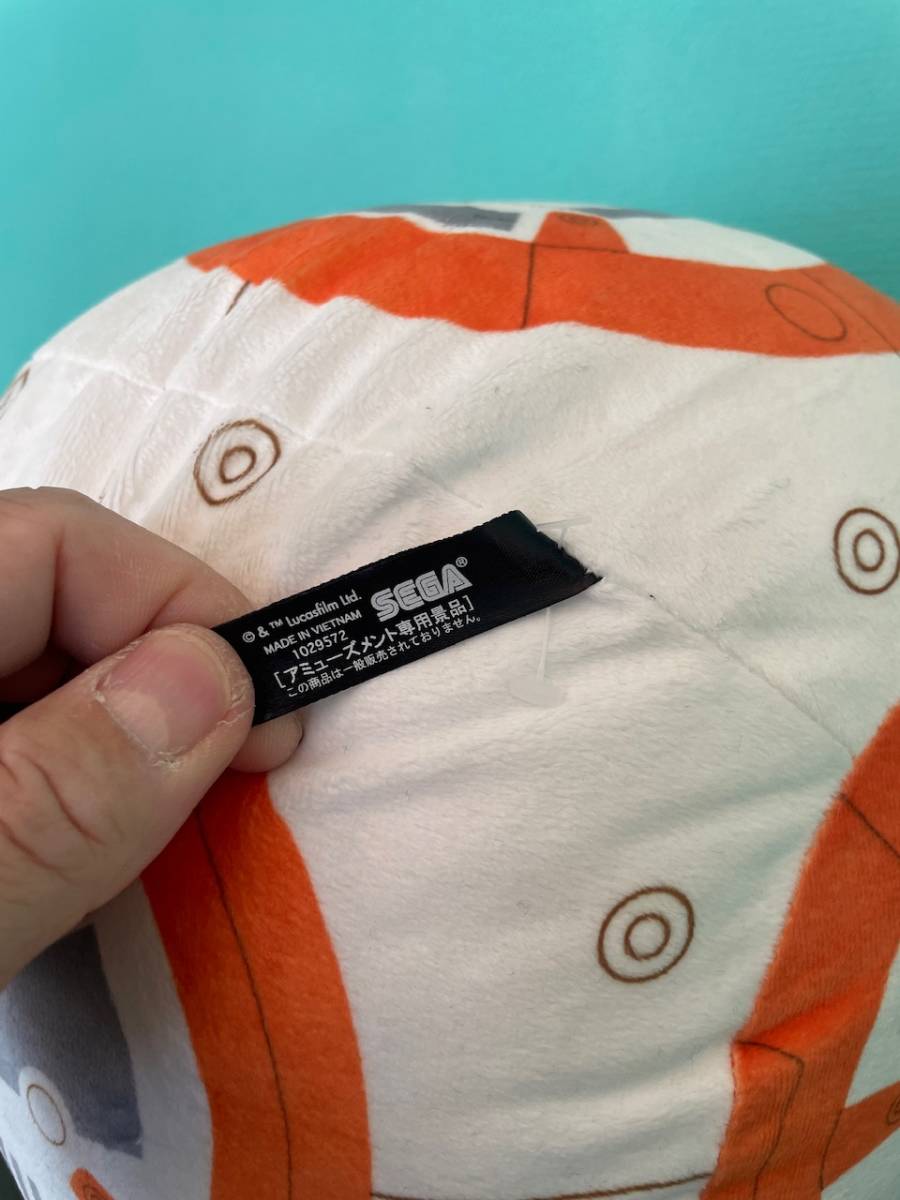 © & ™ Lucasfilm Ltd.
MADE IN VIETNAM
1029572
SEGA®
[アミューズメント専用景品]
この商品は一般販売されておりません。